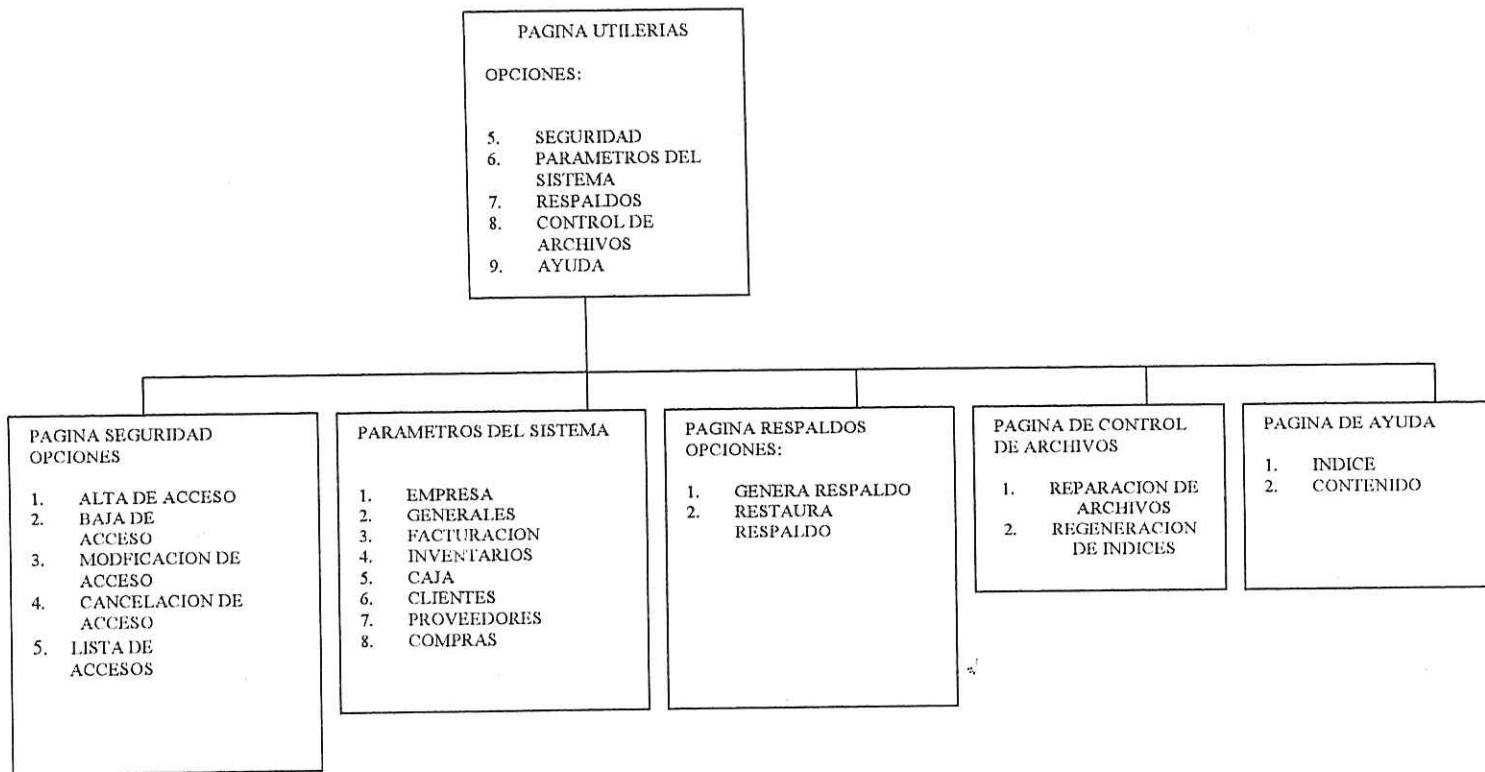 PAGINA UTILERIAS
OPCIONES:
5. SEGURIDAD
6. PARAMETROS DEL
SISTEMA
7. RESPALDOS
8. CONTROL DE
ARCHIVOS
9. AYUDA
PAGINA SEGURIDAD
OPCIONES
1. ALTA DE ACCESO
2. BAJA DE
ACCESO
3. MODFICACION DE
ACCESO
4. CANCELACION DE
ACCESO
5. LISTA DE
ACCESOS
PARAMETROS DEL SISTEMA
1. EMPRESA
2. GENERALES
3. FACTURACION
4. INVENTARIOS
5. CAJA
6. CLIENTES
7. PROVEEDORES
8. COMPRAS
PAGINA RESPALDOS
OPCIONES:
1. GENERA RESPALDO
2. RESTAURA
RESPALDO
PAGINA DE CONTROL
DE ARCHIVOS
1. REPARACION DE
ARCHIVOS
2. REGENERACION
DE INDICES
PAGINA DE AYUDA
1. INDICE
2. CONTENIDO